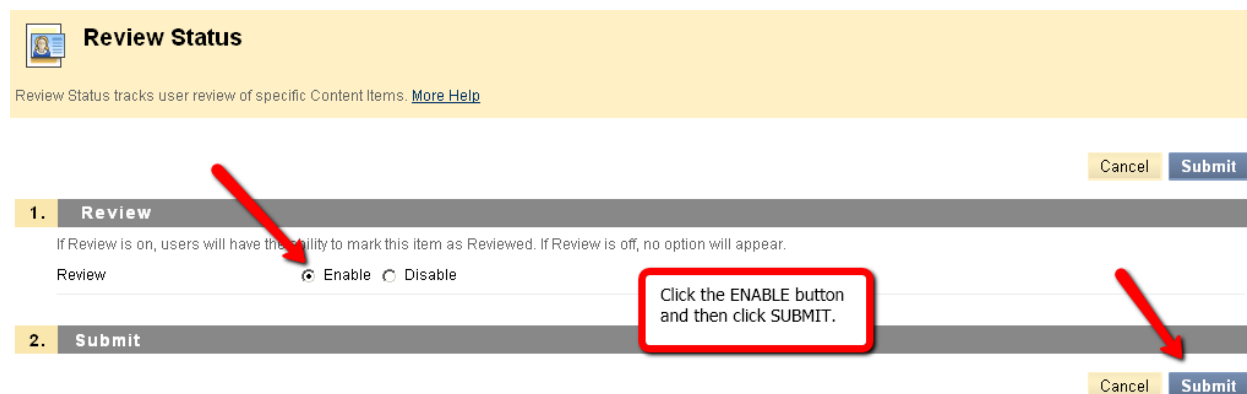 Review Status
Review Status tracks user review of specific Content Items. More Help
Cancel Submit
1. Review
If Review is on, users will have the ability to mark this item as Reviewed. If Review is off, no option will appear.
Review Enable Disable
Click the ENABLE button
and then click SUBMIT.
2. Submit
Cancel Submit